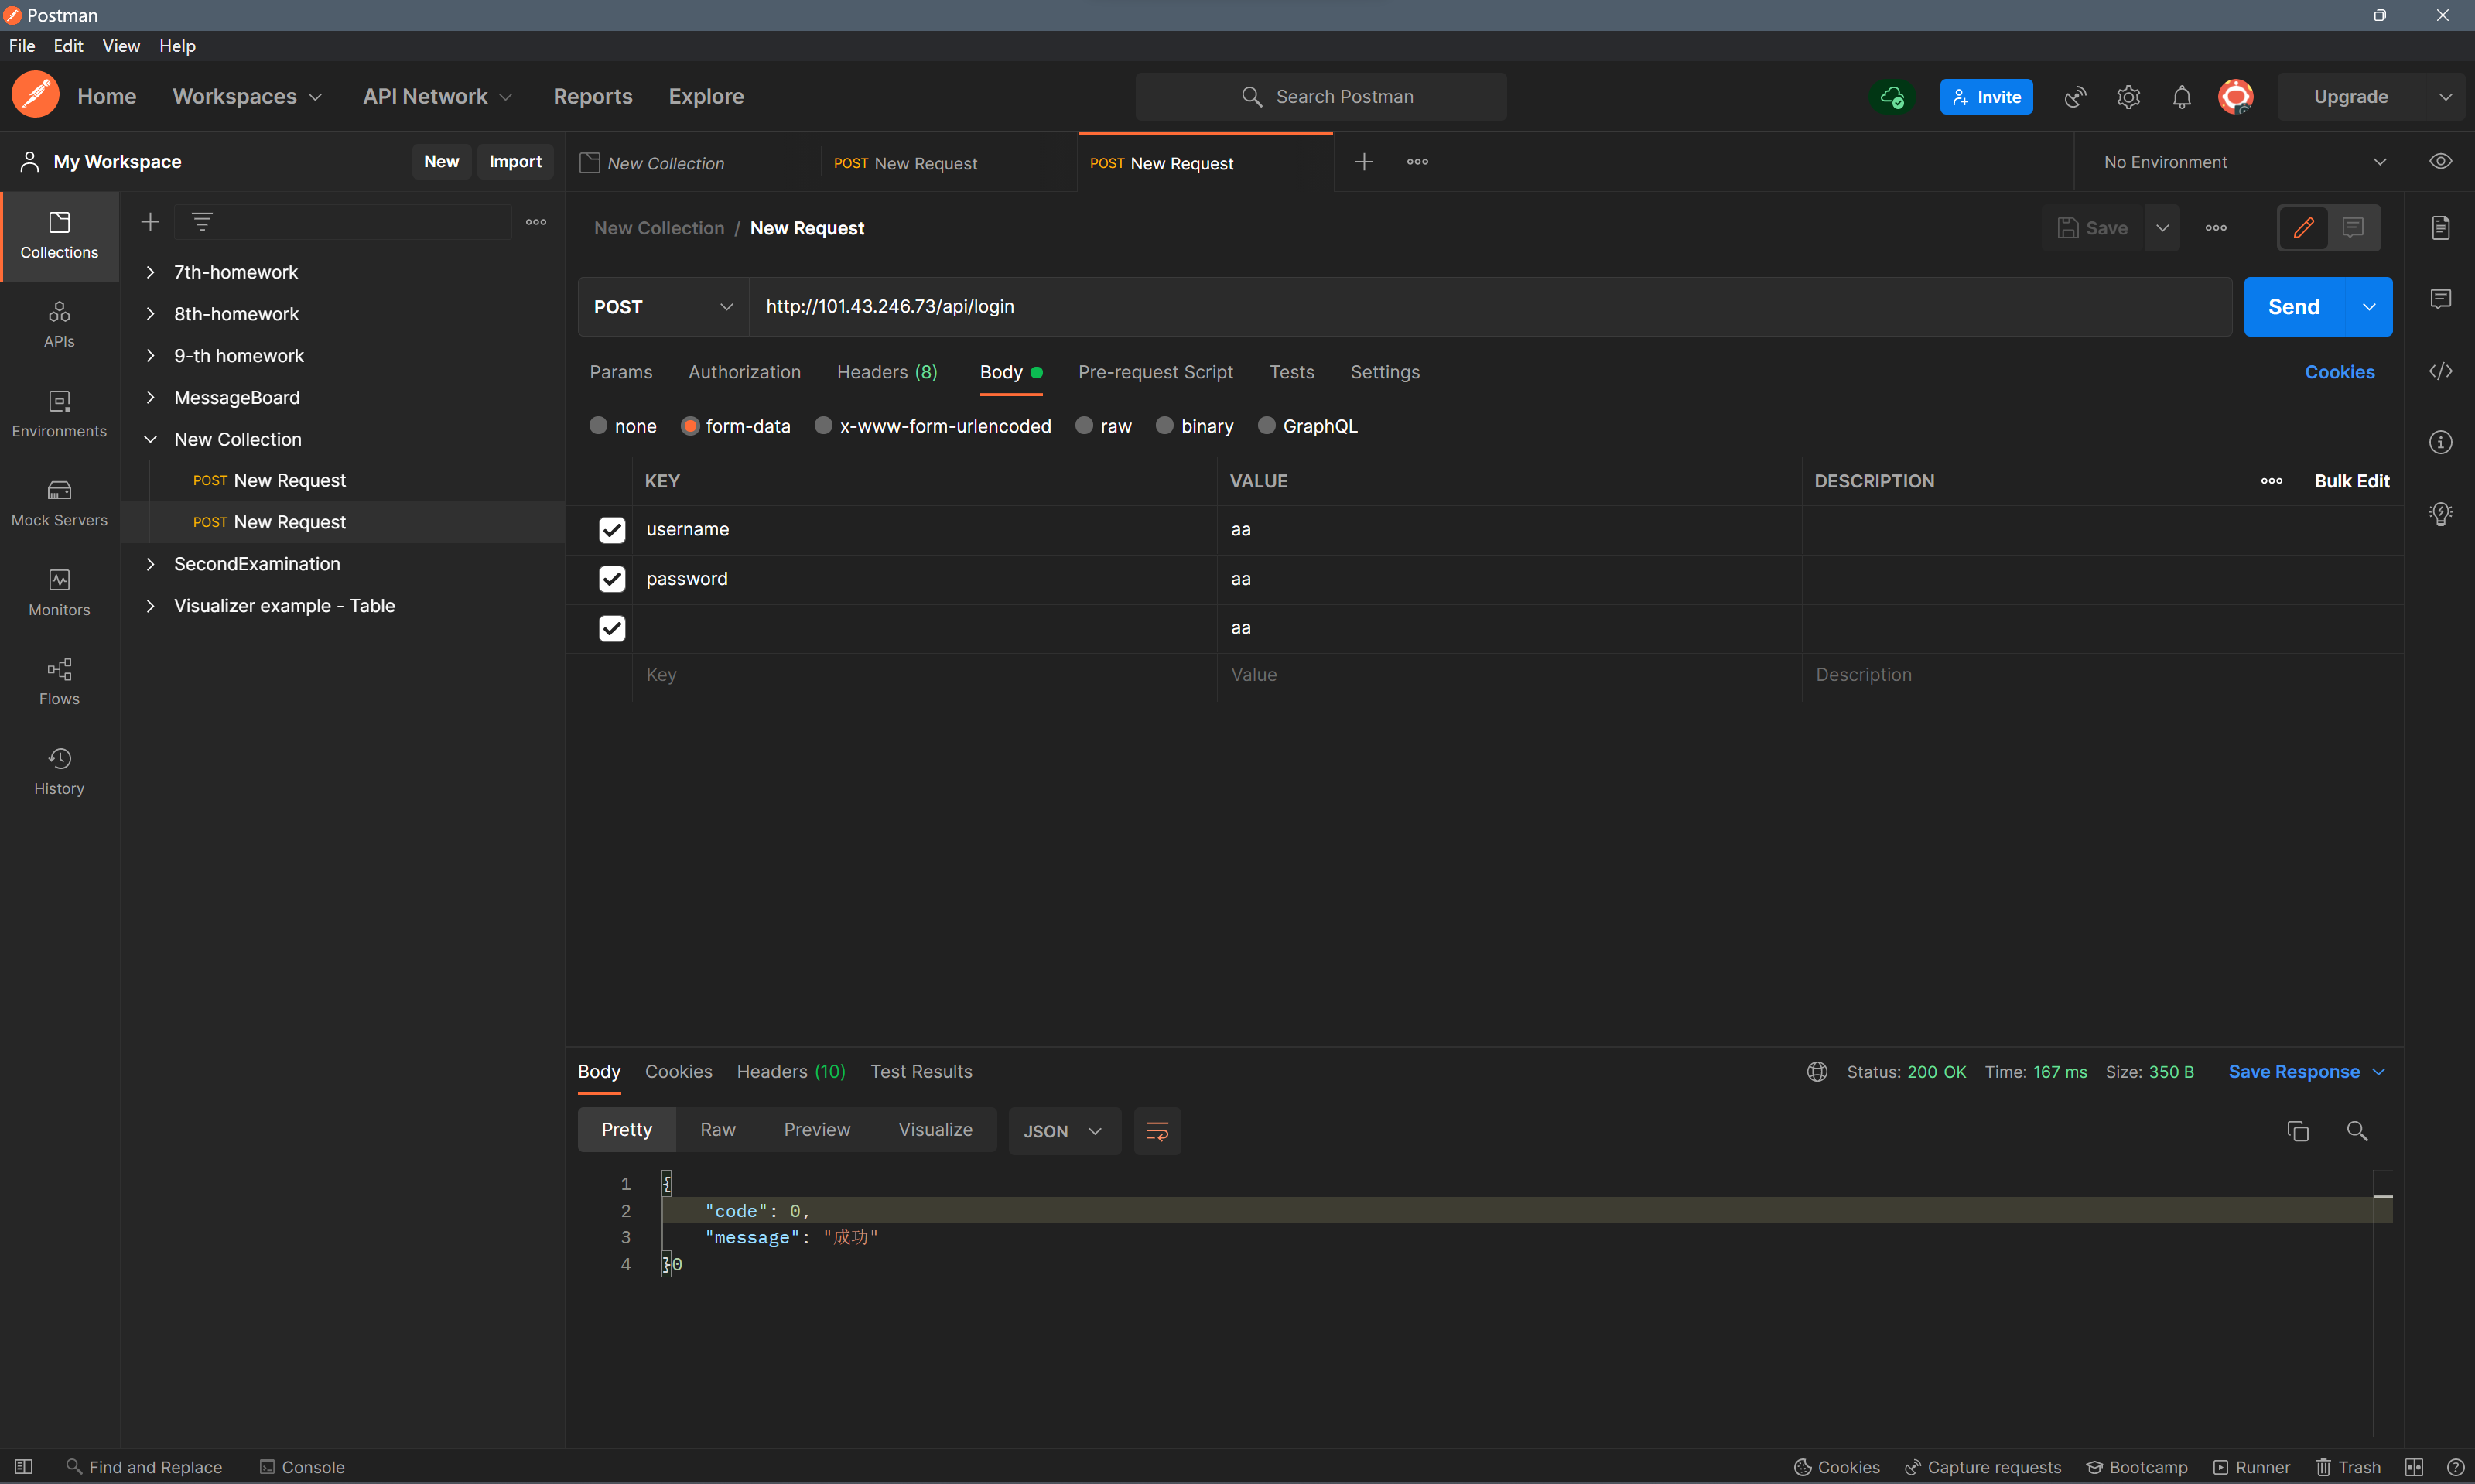 Postman
File Edit View Help
Home Workspaces API Network Reports Explore Search Postman Invite Upgrade
My Workspace New Import New Collection POST New Request POST New Request No Environment
Collections
APIs
Environments
Mock Servers
Monitors
Flows
History
7th-homework
8th-homework
9-th homework
MessageBoard
New Collection
POST New Request
POST New Request
SecondExamination
Visualizer example - Table
New Collection / New Request Save
POST http://101.43.246.73/api/login Send
Params Authorization Headers (8) Body Pre-request Script Tests Settings Cookies
none form-data x-www-form-urlencoded raw binary GraphQL
KEY VALUE DESCRIPTION Bulk Edit
username aa
password aa
aa
Key Value Description
Body Cookies Headers (10) Test Results Status: 200 OK Time: 167 ms Size: 350 B Save Response
Pretty Raw Preview Visualize JSON
1 {
2 "code": 0,
3 "message": "成功"
4 }0
Find and Replace Console Cookies Capture requests Bootcamp Runner Trash